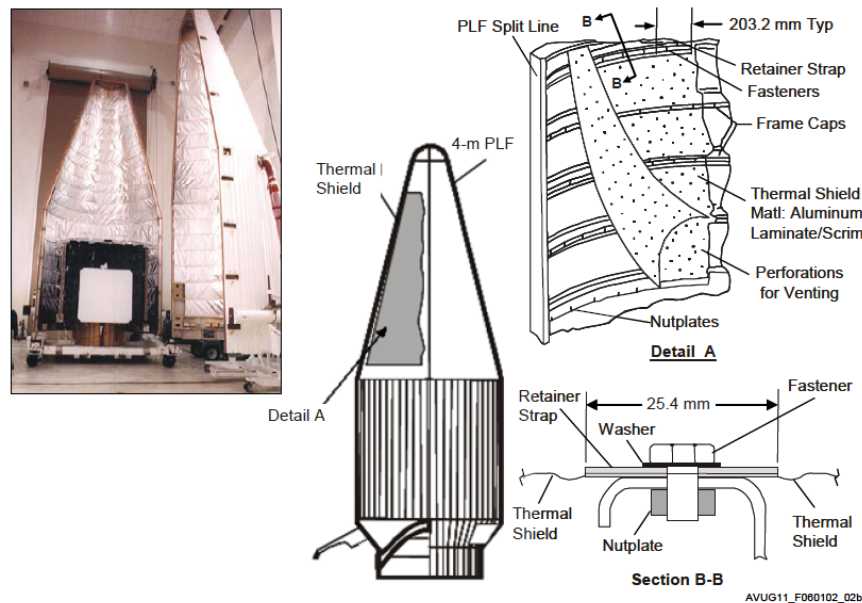 PLF Split Line
B
B
203.2 mm Typ
Retainer Strap
Fasteners
Frame Caps
Thermal Shield
Matl: Aluminum
Laminate/Scrim
Perforations
for Venting
Nutplates
Detail A
4-m PLF
Thermal
Shield
Detail A
Retainer
Strap
25.4 mm
Fastener
Washer
Thermal
Shield
Nutplate
Thermal
Shield
Section B-B
AVUG11_F060102_02b